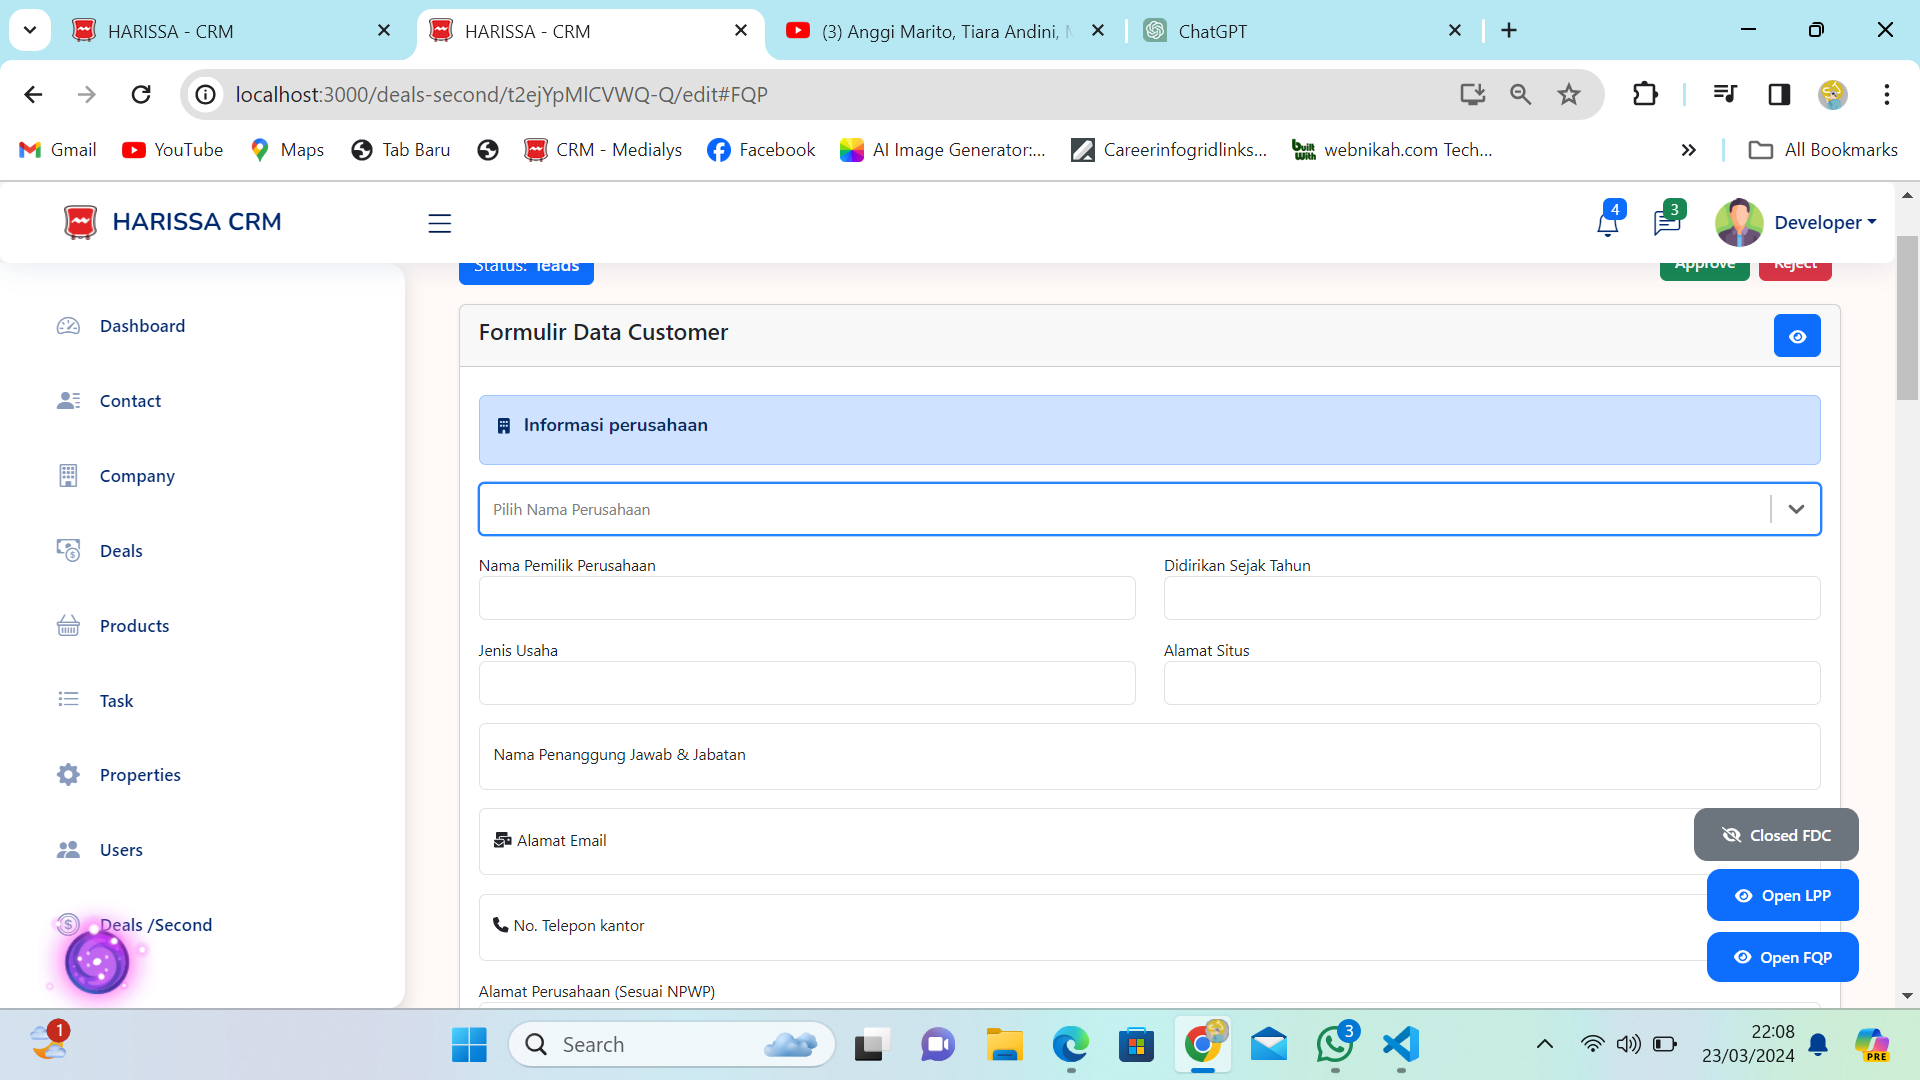 HARISSA - CRM
HARISSA - CRM
(3) Anggi Marito, Tiara Andini,
ChatGPT
localhost:3000/deals-second/t2ejYpMlCVWQ-Q/edit#FQP
Gmail
YouTube
Maps
Tab Baru
CRM - Medialys
Facebook
AI Image Generator:...
Careerinfogridlinks...
built With
webnikah.com Tech...
All Bookmarks
HARISSA CRM
4
3
Developer
Status: leads
Approve
Reject
Dashboard
Contact
Company
Deals
Products
Task
Properties
Users
Deals /Second
Formulir Data Customer
Informasi perusahaan
Pilih Nama Perusahaan
Nama Pemilik Perusahaan
Didirikan Sejak Tahun
Jenis Usaha
Alamat Situs
Nama Penanggung Jawab & Jabatan
Alamat Email
No. Telepon kantor
Alamat Perusahaan (Sesuai NPWP)
Closed FDC
Open LPP
Open FQP
1
Search
3
22:08
23/03/2024
PRE